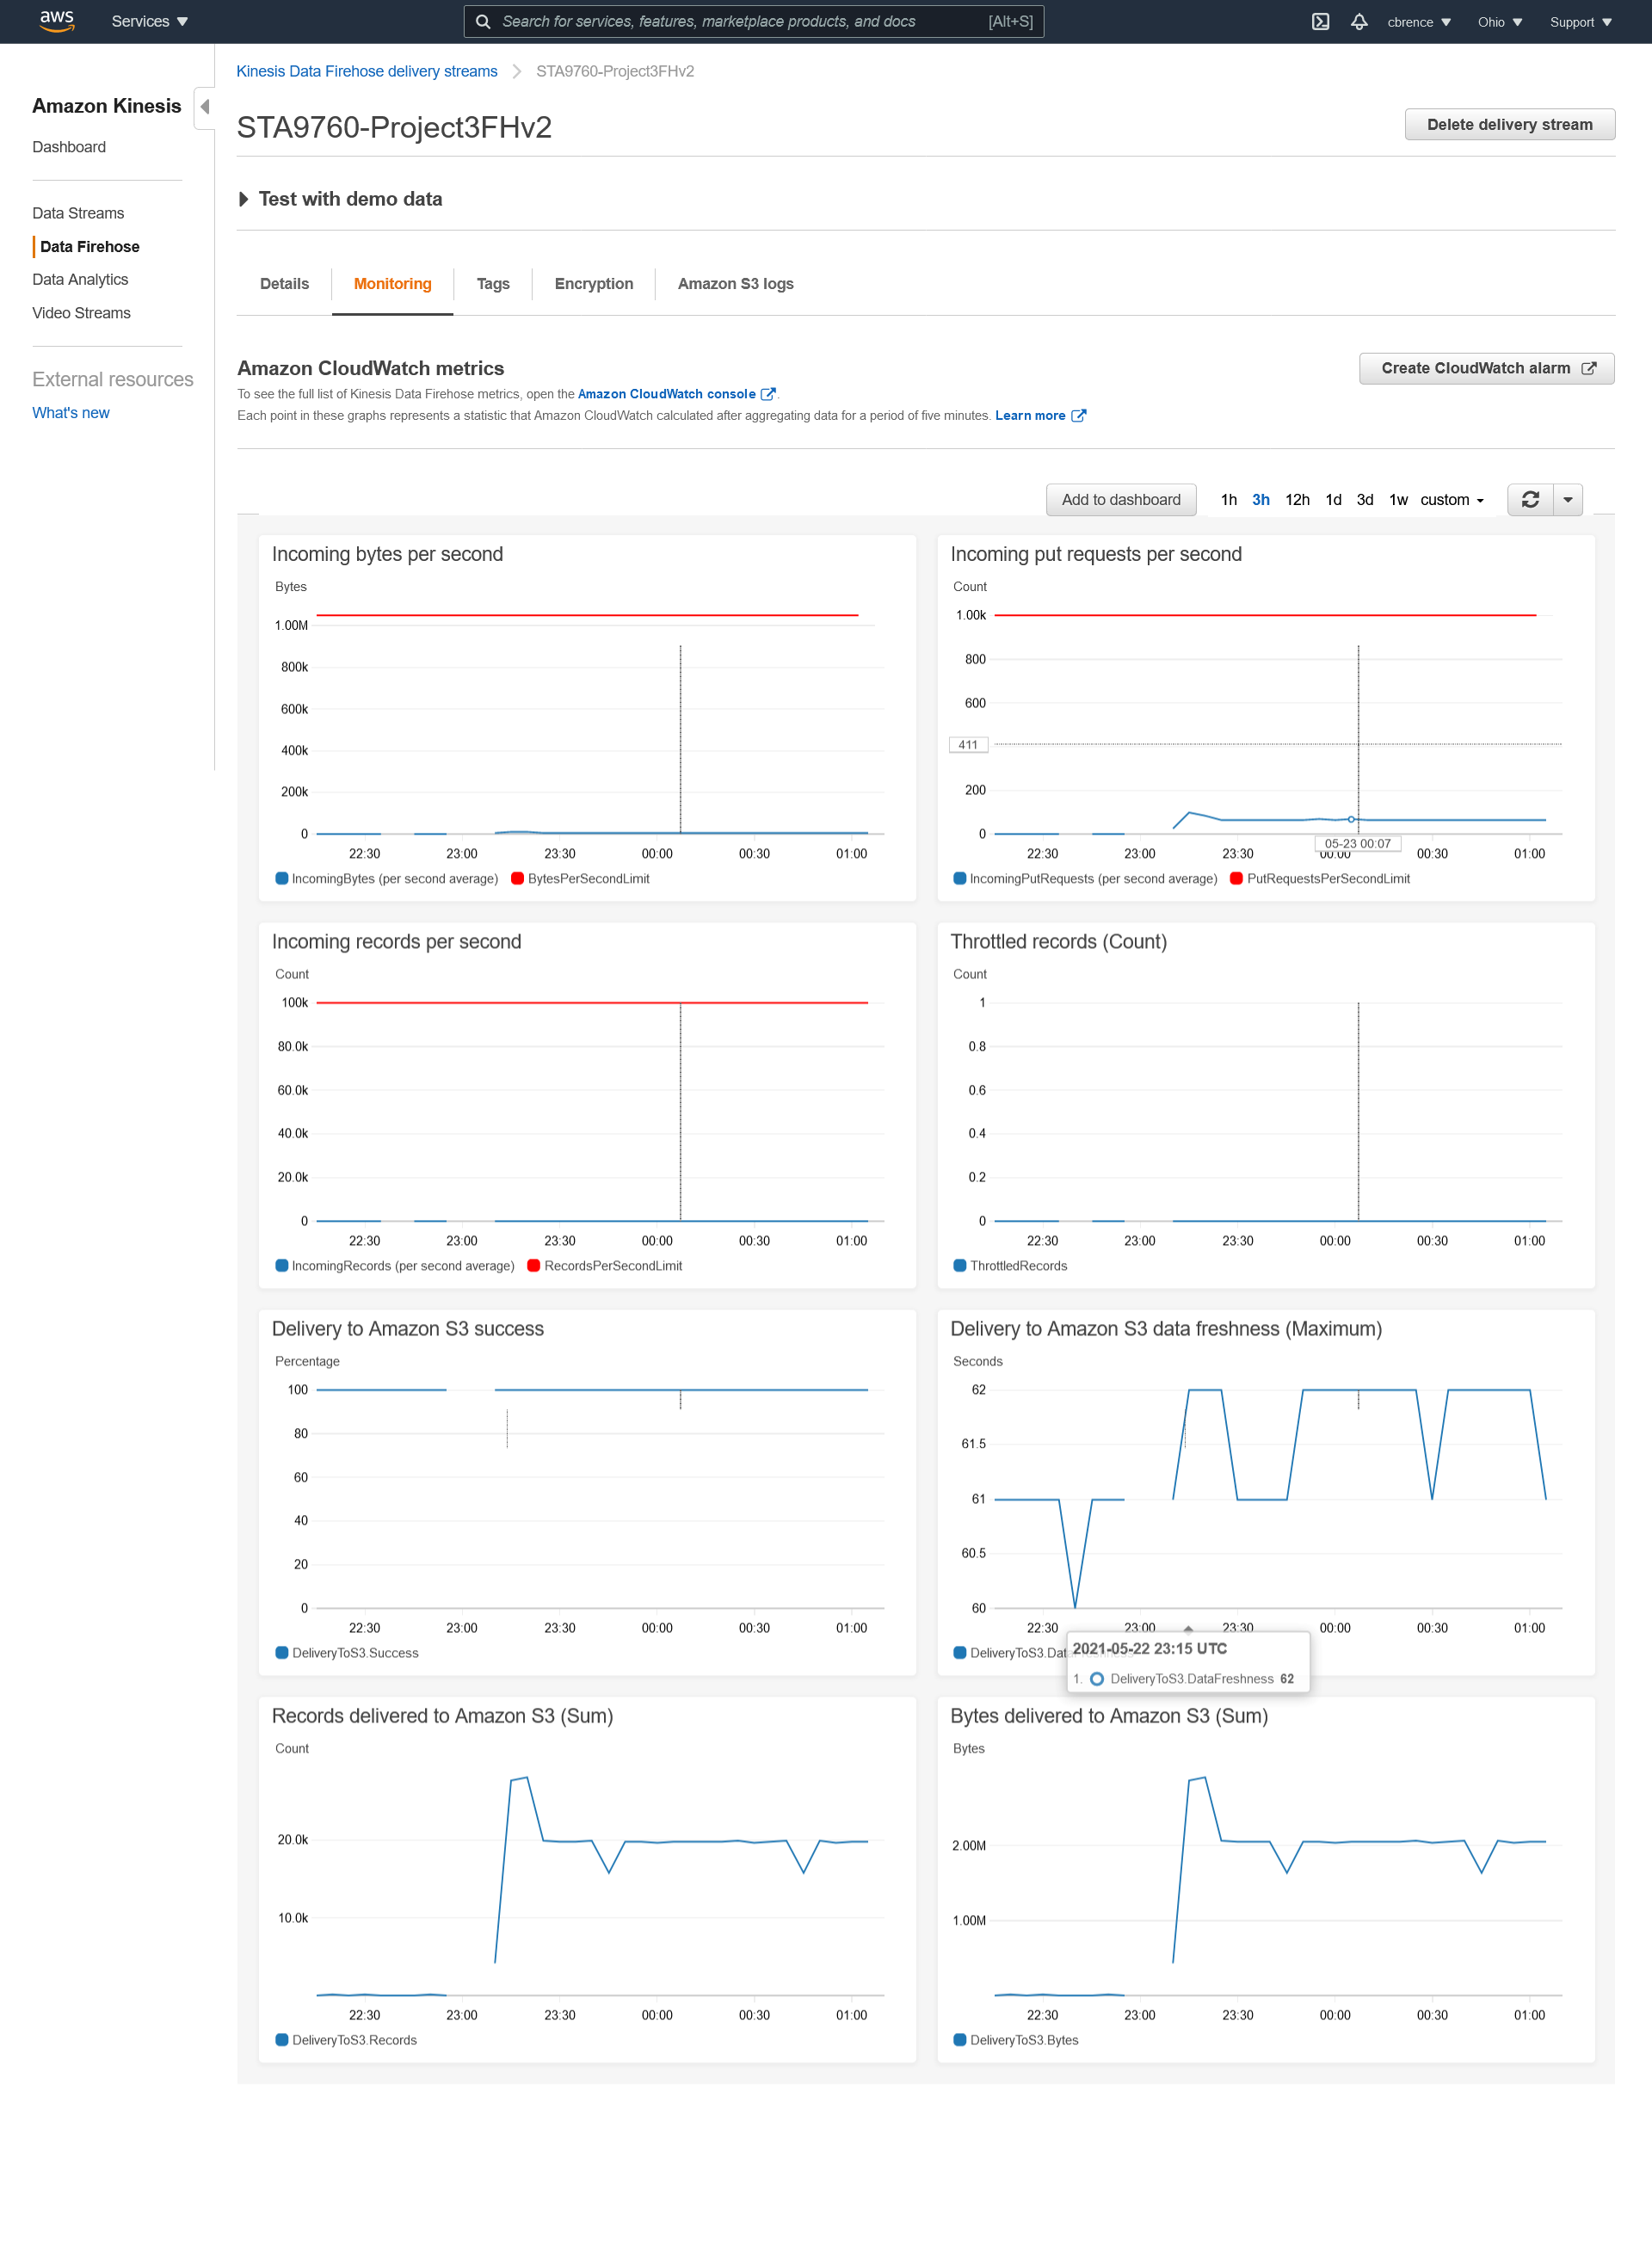 aws Services Search for services, features, marketplace products, and docs [Alt+S] cbrence Ohio Support
Amazon Kinesis
Dashboard
Data Streams
Data Firehose
Data Analytics
Video Streams
External resources
What's new
Kinesis Data Firehose delivery streams STA9760-Project3FHv2
STA9760-Project3FHv2 Delete delivery stream
Test with demo data
Details Monitoring Tags Encryption Amazon S3 logs
Amazon CloudWatch metrics Create CloudWatch alarm
To see the full list of Kinesis Data Firehose metrics, open the Amazon CloudWatch console .
Each point in these graphs represents a statistic that Amazon CloudWatch calculated after aggregating data for a period of five minutes. Learn more
Add to dashboard 1h 3h 12h 1d 3d 1w custom
Incoming bytes per second
Bytes
1.00M
800k
600k
400k
200k
0
22:30 23:00 23:30 00:00 00:30 01:00
IncomingBytes (per second average) BytesPerSecondLimit
Incoming put requests per second
Count
1.00k
800
600
411
200
0
05-23 00:07
22:30 23:00 23:30 00:00 00:30 01:00
IncomingPutRequests (per second average) PutRequestsPerSecondLimit
Incoming records per second
Count
100k
80.0k
60.0k
40.0k
20.0k
0
22:30 23:00 23:30 00:00 00:30 01:00
IncomingRecords (per second average) RecordsPerSecondLimit
Throttled records (Count)
Count
1
0.8
0.6
0.4
0.2
0
22:30 23:00 23:30 00:00 00:30 01:00
ThrottledRecords
Delivery to Amazon S3 success
Percentage
100
80
60
40
20
0
22:30 23:00 23:30 00:00 00:30 01:00
DeliveryToS3.Success
Delivery to Amazon S3 data freshness (Maximum)
Seconds
62
61.5
61
60.5
60
22:30 23:00 23:30 00:00 00:30 01:00
DeliveryToS3.DataFreshness
2021-05-22 23:15 UTC
1. DeliveryToS3.DataFreshness 62
Records delivered to Amazon S3 (Sum)
Count
20.0k
10.0k
22:30 23:00 23:30 00:00 00:30 01:00
DeliveryToS3.Records
Bytes delivered to Amazon S3 (Sum)
Bytes
2.00M
1.00M
22:30 23:00 23:30 00:00 00:30 01:00
DeliveryToS3.Bytes